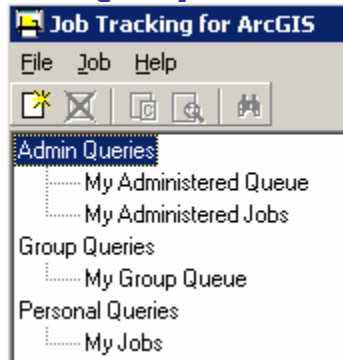 Job Tracking for ArcGIS
File Job Help
Admin Queries
My Administered Queue
My Administered Jobs
Group Queries
My Group Queue
Personal Queries
My Jobs